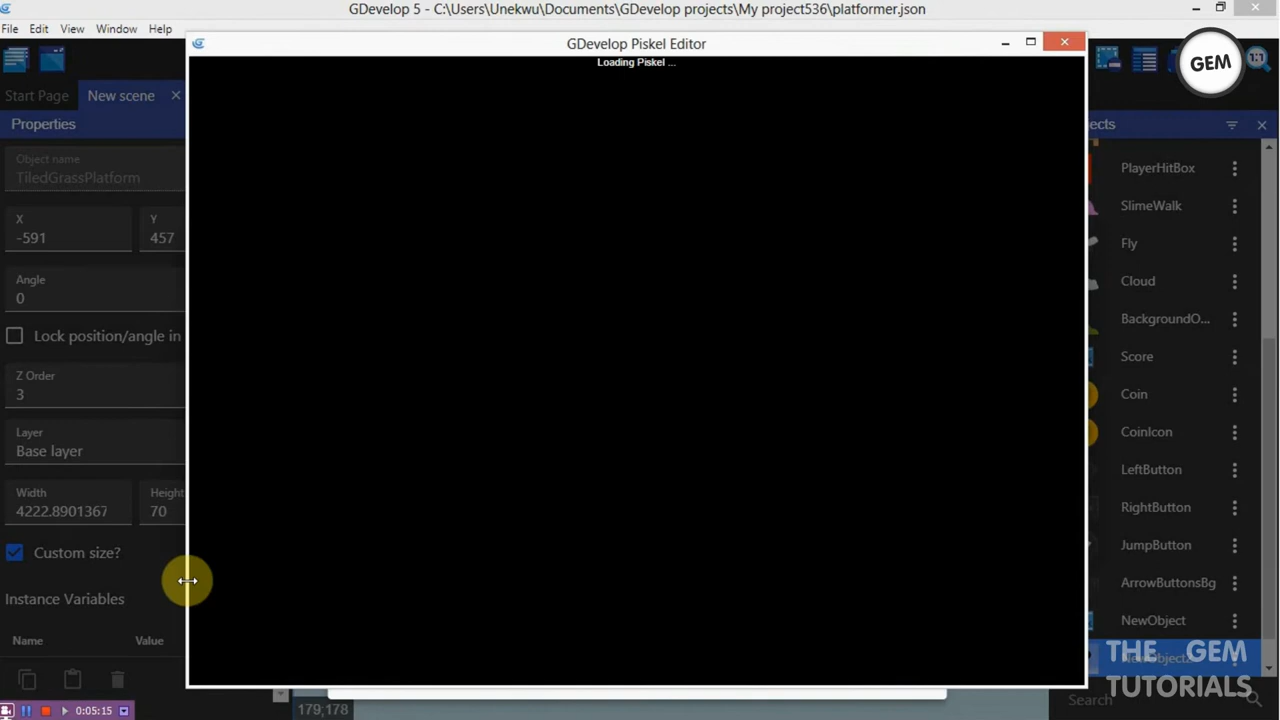 GDevelop 5 - C:\Users\Unekwu\Documents\GDevelop projects\My project536\platformer.json
File Edit View Window Help
GDevelop Piskel Editor
Loading Piskel ...
GEM
1:1
Start Page
New scene
Properties
Object name
TiledGrassPlatform
X
-591
Y
457
Angle
0
Lock position/angle in
Z Order
3
Layer
Base layer
Width
4222.8901367
Height
70
Custom size?
Instance Variables
Name
Value
0:05:15
179;178
ects
PlayerHitBox
SlimeWalk
Fly
Cloud
BackgroundO...
Score
Coin
CoinIcon
LeftButton
RightButton
JumpButton
ArrowButtonsBg
NewObject
THE GEM
TUTORIALS
Search